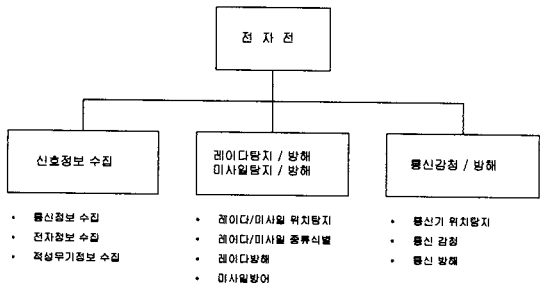 전 자 전
신호정보 수집
레이다탐지 / 방해
미사일탐지 / 방해
통신감청 / 방해
• 통신정보 수집
• 전자정보 수집
• 적성무기정보 수집
• 레이다/미사일 위치탐지
• 레이다/미사일 종류식별
• 레이다방해
• 미사일방어
• 통신기 위치탐지
• 통신 감청
• 통신 방해